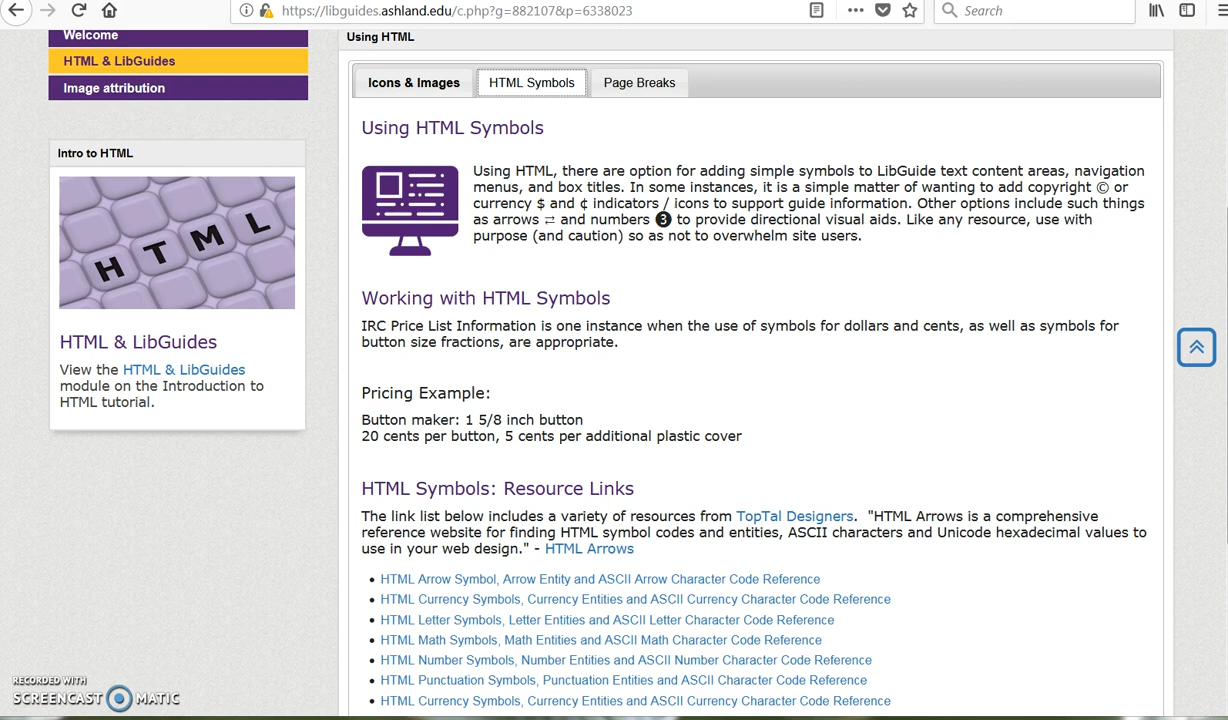 https://libguides.ashland.edu/c.php?g=882107&p=6338023
Search
Welcome
HTML & LibGuides
Image attribution
Intro to HTML
HTML
HTML & LibGuides
View the HTML & LibGuides
module on the Introduction to
HTML tutorial.
Using HTML
Icons & Images
HTML Symbols
Page Breaks
Using HTML Symbols
Using HTML, there are option for adding simple symbols to LibGuide text content areas, navigation
menus, and box titles. In some instances, it is a simple matter of wanting to add copyright © or
currency $ and ¢ indicators / icons to support guide information. Other options include such things
as arrows ⇄ and numbers ❸ to provide directional visual aids. Like any resource, use with
purpose (and caution) so as not to overwhelm site users.
Working with HTML Symbols
IRC Price List Information is one instance when the use of symbols for dollars and cents, as well as symbols for
button size fractions, are appropriate.
Pricing Example:
Button maker: 1 5/8 inch button
20 cents per button, 5 cents per additional plastic cover
HTML Symbols: Resource Links
The link list below includes a variety of resources from TopTal Designers.  "HTML Arrows is a comprehensive
reference website for finding HTML symbol codes and entities, ASCII characters and Unicode hexadecimal values to
use in your web design." - HTML Arrows
HTML Arrow Symbol, Arrow Entity and ASCII Arrow Character Code Reference
HTML Currency Symbols, Currency Entities and ASCII Currency Character Code Reference
HTML Letter Symbols, Letter Entities and ASCII Letter Character Code Reference
HTML Math Symbols, Math Entities and ASCII Math Character Code Reference
HTML Number Symbols, Number Entities and ASCII Number Character Code Reference
HTML Punctuation Symbols, Punctuation Entities and ASCII Character Code Reference
HTML Currency Symbols, Currency Entities and ASCII Currency Character Code Reference
RECORDED WITH
SCREENCAST MATIC